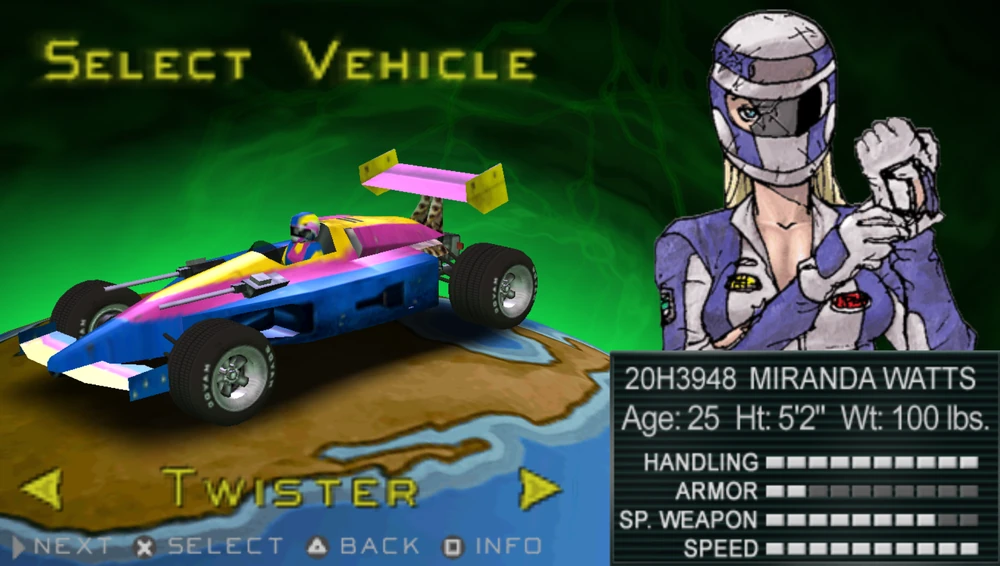 SELECT VEHICLE
20H3948 MIRANDA WATTS
Age: 25 Ht: 5'2" Wt: 100 lbs.
HANDLING
ARMOR
SP. WEAPON
SPEED
TWISTER
NEXT SELECT BACK INFO